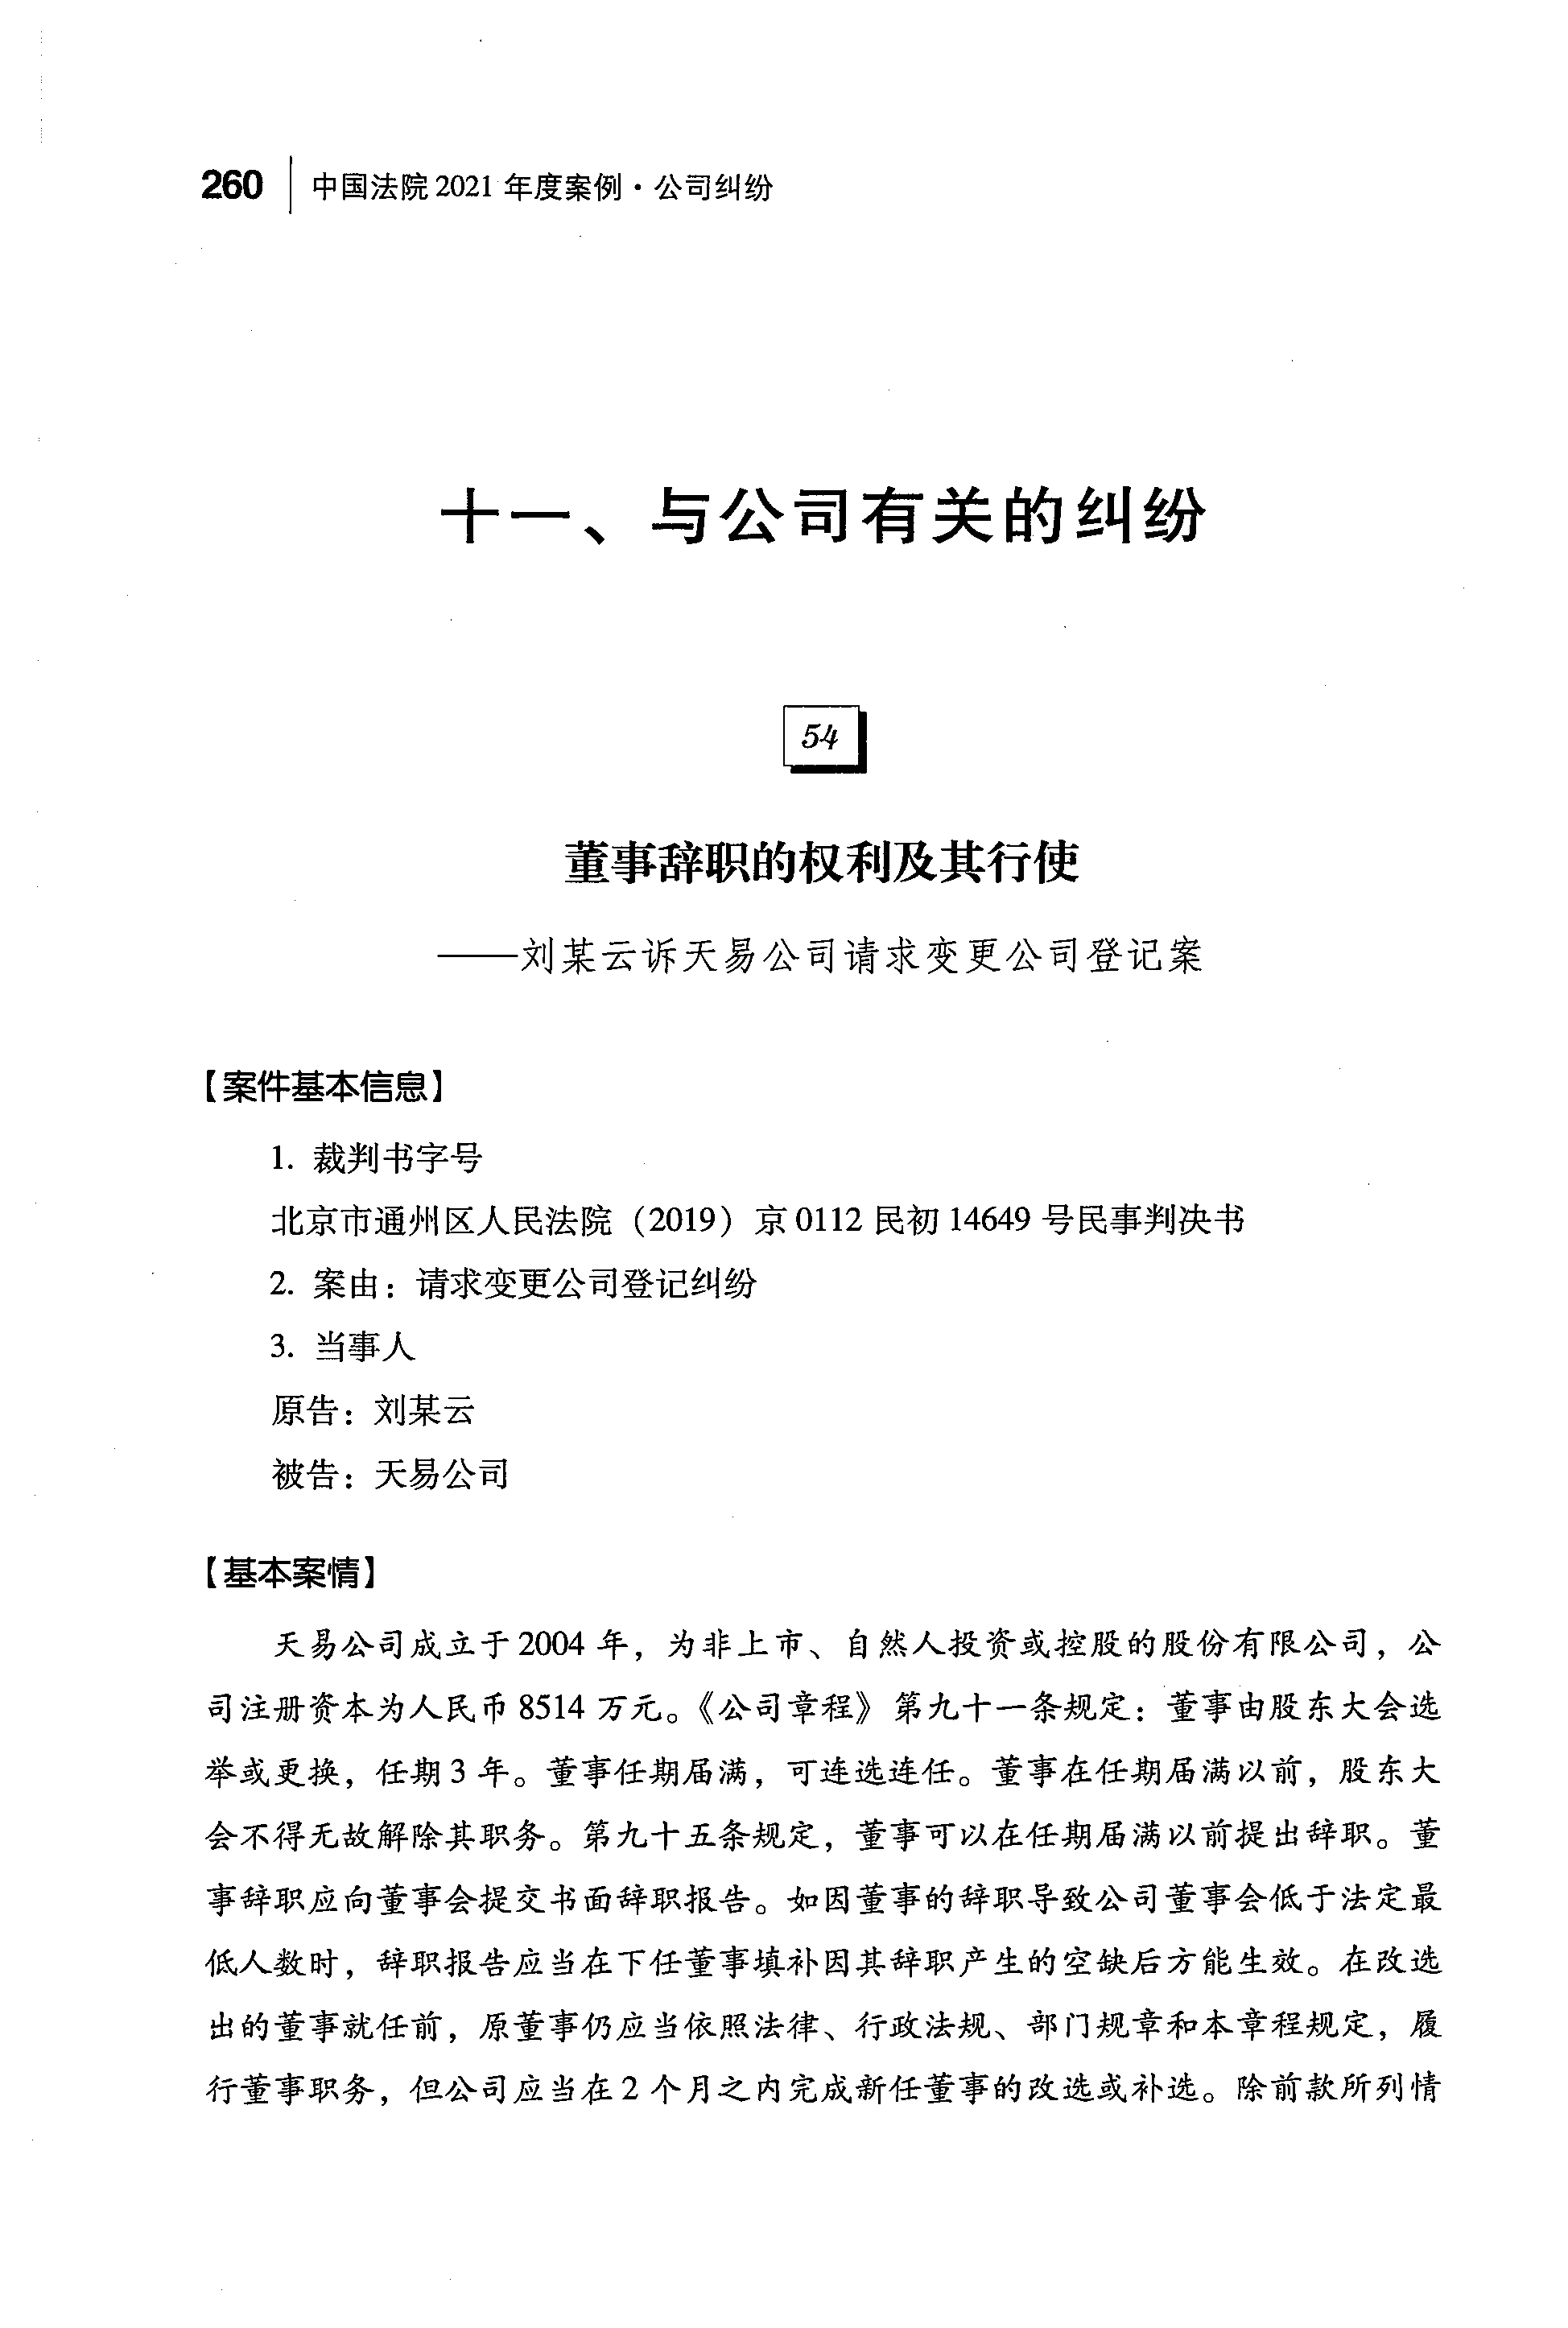 260 中国法院2021年度案例·公司纠纷
十一、与公司有关的纠纷
54
董事辞职的权利及其行使
——刘某云诉天易公司请求变更公司登记案
【案件基本信息】
1. 裁判书字号
北京市通州区人民法院（2019）京0112民初14649号民事判决书
2. 案由：请求变更公司登记纠纷
3. 当事人
原告：刘某云
被告：天易公司
【基本案情】
天易公司成立于2004年，为非上市、自然人投资或控股的股份有限公司，公
司注册资本为人民币8514万元。《公司章程》第九十一条规定：董事由股东大会选
举或更换，任期3年。董事任期届满，可连选连任。董事在任期届满以前，股东大
会不得无故解除其职务。第九十五条规定，董事可以在任期届满以前提出辞职。董
事辞职应向董事会提交书面辞职报告。如因董事的辞职导致公司董事会低于法定最
低人数时，辞职报告应当在下任董事填补因其辞职产生的空缺后方能生效。在改选
出的董事就任前，原董事仍应当依照法律、行政法规、部门规章和本章程规定，履
行董事职务，但公司应当在2个月之内完成新任董事的改选或补选。除前款所列情